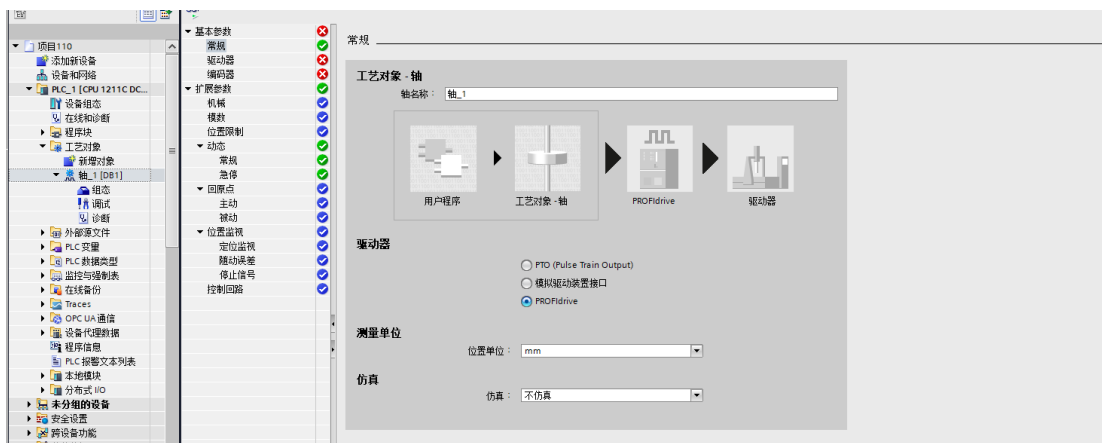 项目110
添加新设备
设备和网络
PLC_1 [CPU 1211C DC...
设备组态
在线和诊断
程序块
工艺对象
新增对象
轴_1 [DB1]
组态
调试
诊断
外部源文件
PLC 变量
PLC 数据类型
监控与强制表
在线备份
Traces
OPC UA 通信
设备代理数据
程序信息
PLC 报警文本列表
本地模块
分布式 I/O
未分组的设备
安全设置
跨设备功能
基本参数
常规
驱动器
编码器
扩展参数
机械
模数
位置限制
动态
常规
急停
回原点
主动
被动
位置监视
定位监视
随动误差
停止信号
控制回路
常规
工艺对象 - 轴
轴名称： 轴_1
用户程序 工艺对象 - 轴 PROFIdrive 驱动器
驱动器
PTO (Pulse Train Output)
模拟驱动装置接口
PROFIdrive
测量单位
位置单位： mm
仿真
仿真： 不仿真